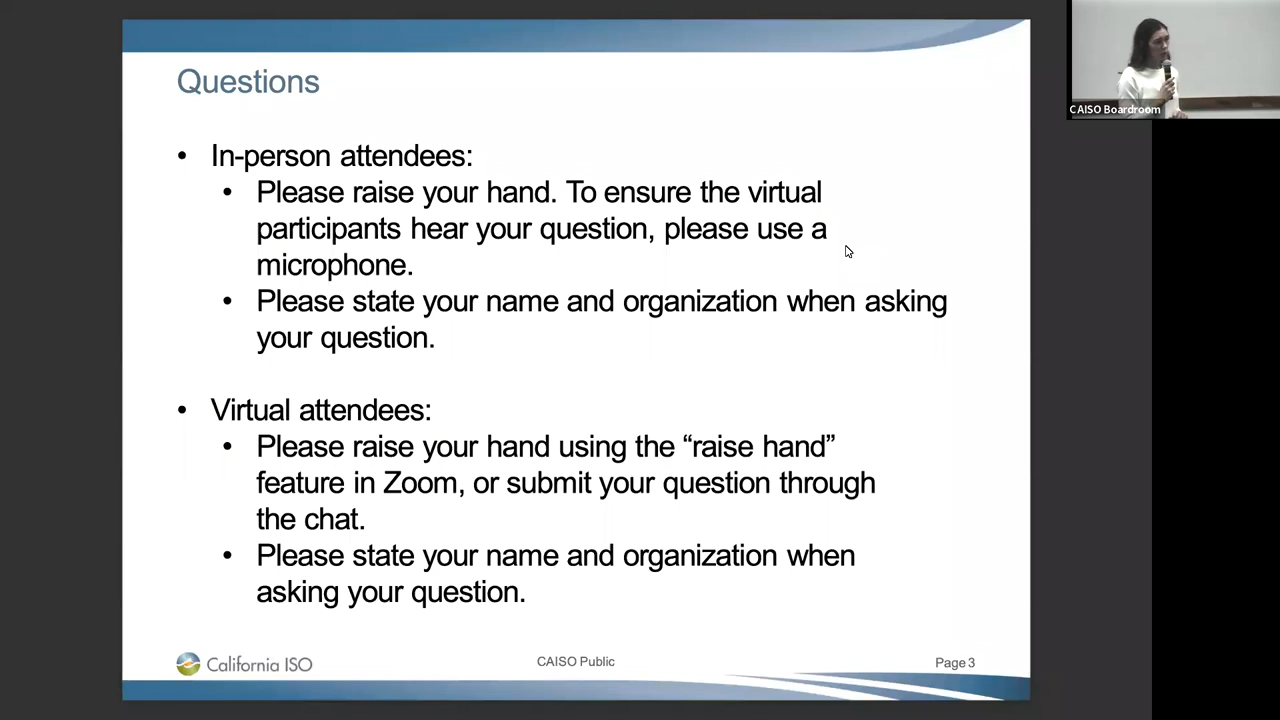 Questions
• In-person attendees:
• Please raise your hand. To ensure the virtual
participants hear your question, please use a
microphone.
• Please state your name and organization when asking
your question.
• Virtual attendees:
• Please raise your hand using the “raise hand”
feature in Zoom, or submit your question through
the chat.
• Please state your name and organization when
asking your question.
California ISO
CAISO Public
Page 3
CAISO Boardroom